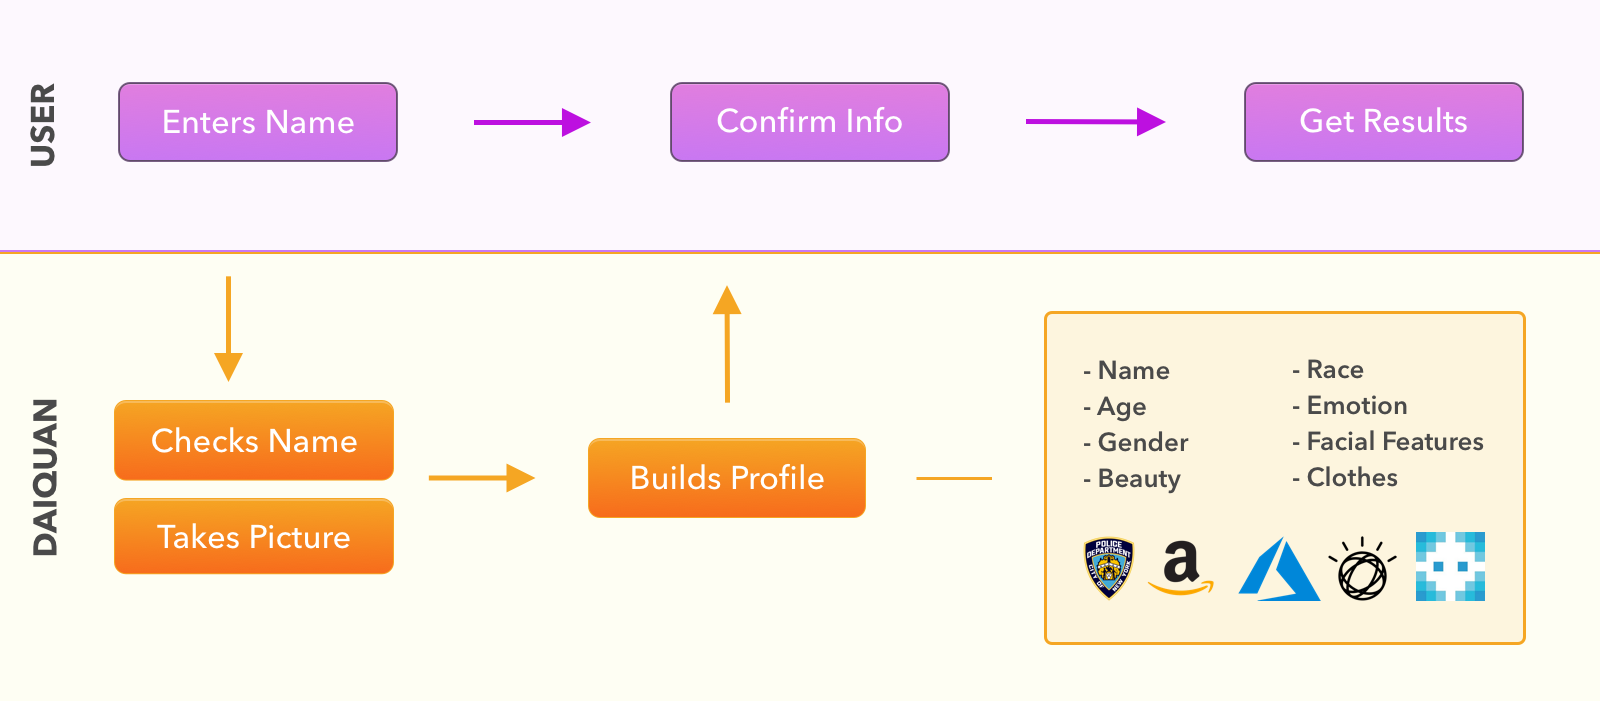 USER
Enters Name
Confirm Info
Get Results
DAIQUAN
Checks Name
Takes Picture
Builds Profile
- Name
- Age
- Gender
- Beauty
- Race
- Emotion
- Facial Features
- Clothes
POLICE
DEPARTMENT
CITY OF
NEW YORK
a